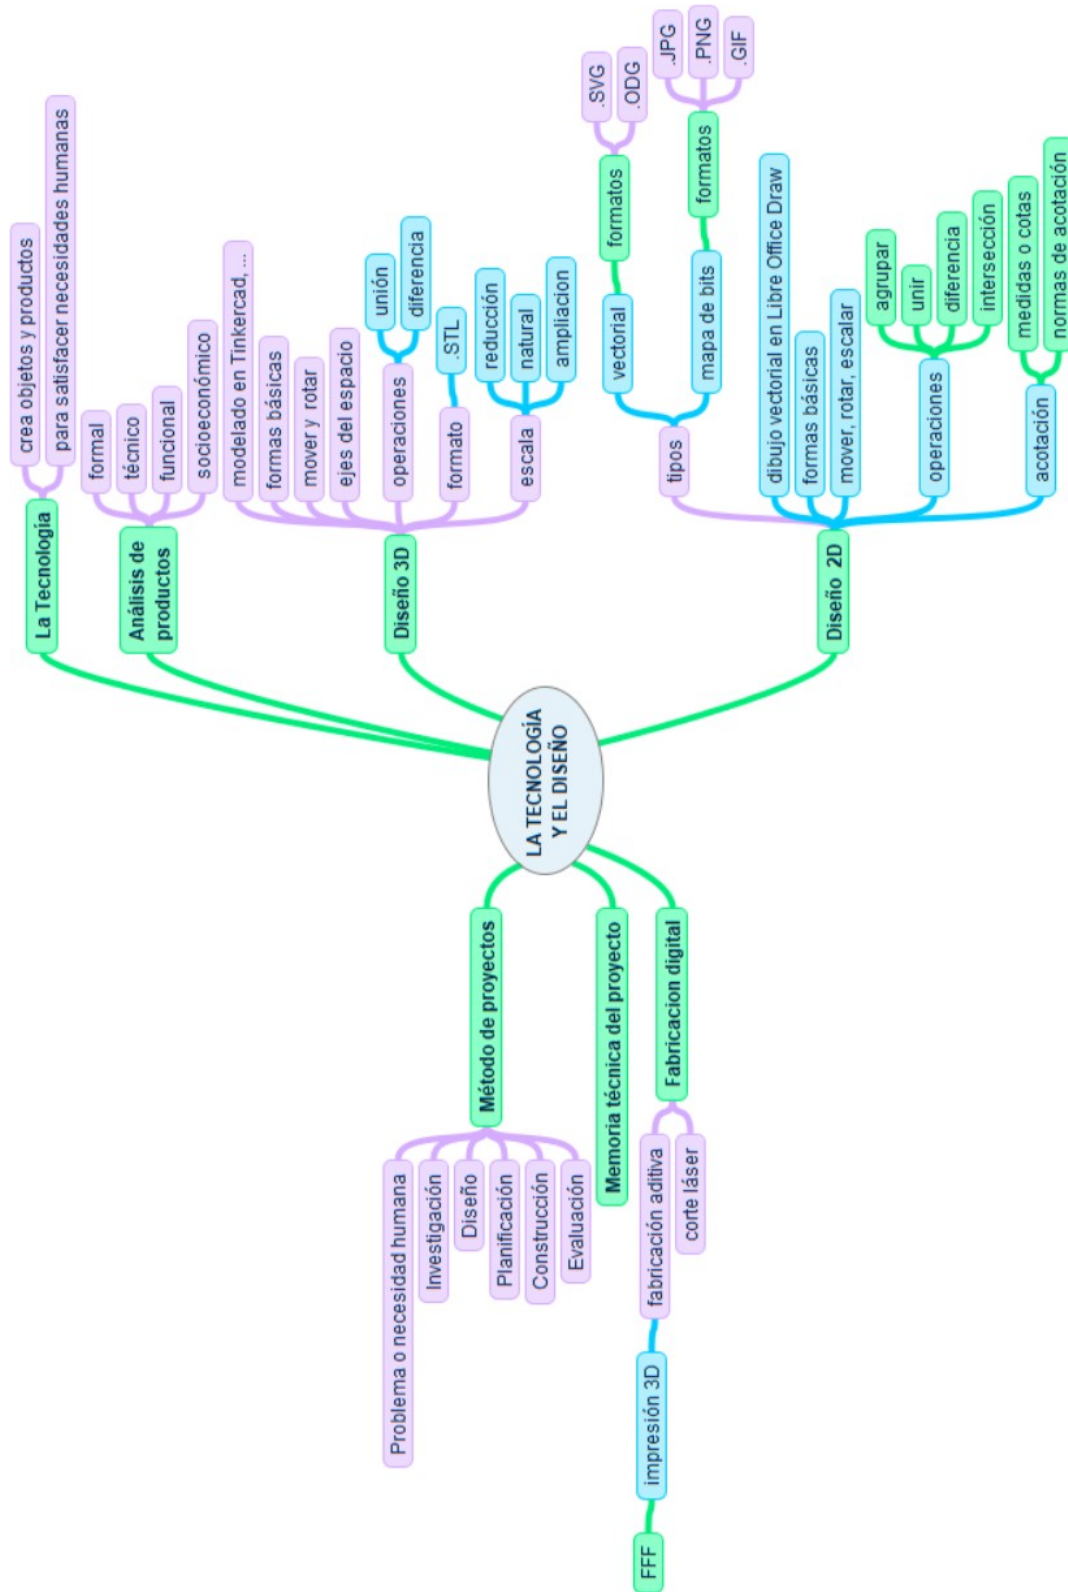 LA TECNOLOGÍA
Y EL DISEÑO
La Tecnología
crea objetos y productos
para satisfacer necesidades humanas
Análisis de
productos
formal
técnico
funcional
socioeconómico
Diseño 3D
modelado en Tinkercad, ...
formas básicas
mover y rotar
ejes del espacio
operaciones
unión
diferencia
formato
.STL
escala
reducción
natural
ampliacion
Diseño 2D
tipos
vectorial
formatos
.SVG
.ODG
mapa de bits
formatos
.JPG
.PNG
.GIF
dibujo vectorial en Libre Office Draw
formas básicas
mover, rotar, escalar
operaciones
agrupar
unir
diferencia
intersección
acotación
medidas o cotas
normas de acotación
Método de proyectos
Problema o necesidad humana
Investigación
Diseño
Planificación
Construcción
Evaluación
Memoria técnica del proyecto
Fabricacion digital
fabricación aditiva
impresión 3D
FFF
corte láser